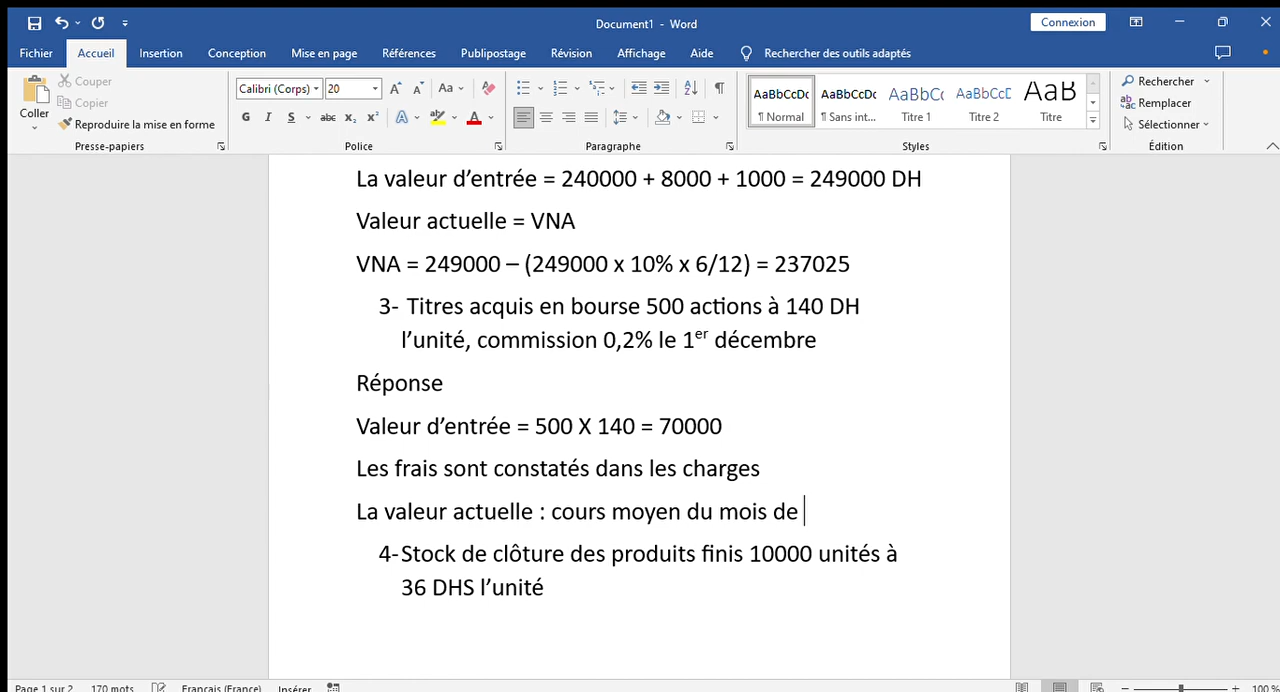 Document1 - Word
Connexion
Fichier Accueil Insertion Conception Mise en page Références Publipostage Révision Affichage Aide Rechercher des outils adaptés
Coller
Couper
Copier
Reproduire la mise en forme
Presse-papiers
Calibri (Corps) 20
Aa
G I S abc x₂ x²
Police
Paragraphe
AaBbCcDc AaBbCcDc AaBbCc AaBbCcD AaB
¶ Normal ¶ Sans int... Titre 1 Titre 2 Titre
Styles
Rechercher
Remplacer
Sélectionner
Édition
La valeur d’entrée = 240000 + 8000 + 1000 = 249000 DH
Valeur actuelle = VNA
VNA = 249000 – (249000 x 10% x 6/12) = 237025
3- Titres acquis en bourse 500 actions à 140 DH
l’unité, commission 0,2% le 1er décembre
Réponse
Valeur d’entrée = 500 X 140 = 70000
Les frais sont constatés dans les charges
La valeur actuelle : cours moyen du mois de
4-Stock de clôture des produits finis 10000 unités à
36 DHS l’unité
Page 1 sur 2 170 mots Français (France) Insérer 100 %